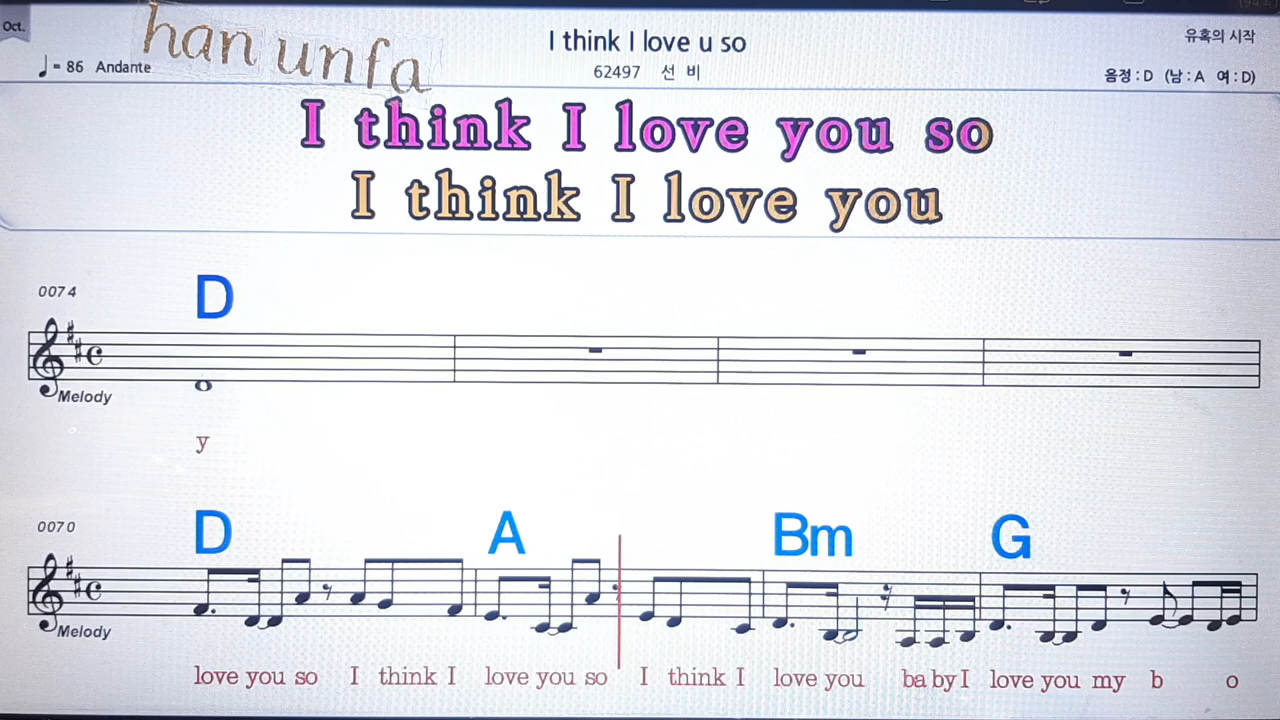 Oct.
han unfa
♩= 86 Andante
I think I love u so
62497 선 비
유혹의 시작
음정 : D (남 : A 여 : D)
I think I love you so
I think I love you
0074
D
Melody
y
0070
D A Bm G
Melody
love you so I think I love you so I think I love you ba by I love you my b o